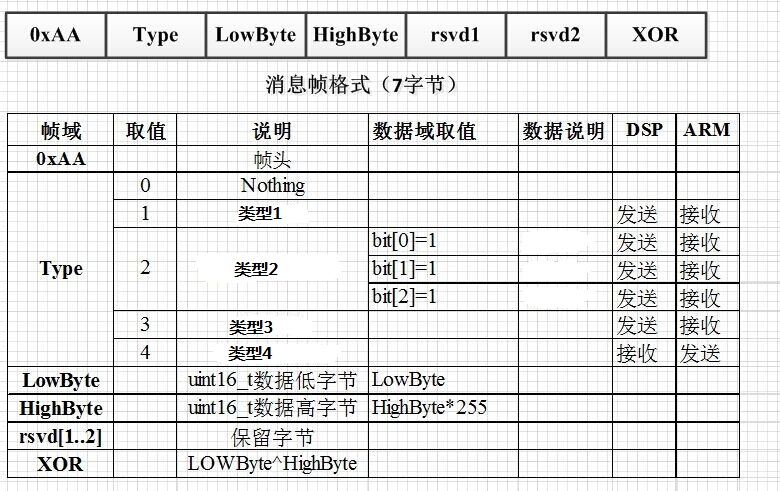 0xAA Type LowByte HighByte rsvd1 rsvd2 XOR
消息帧格式（7字节）
帧域 取值 说明 数据域取值 数据说明 DSP ARM
0xAA 帧头
0 Nothing
1 类型1 发送 接收
bit[0]=1 发送 接收
Type 2 类型2 bit[1]=1 发送 接收
bit[2]=1 发送 接收
3 类型3 发送 接收
4 类型4 接收 发送
LowByte uint16_t数据低字节 LowByte
HighByte uint16_t数据高字节 HighByte*255
rsvd[1..2] 保留字节
XOR LOWByte^HighByte